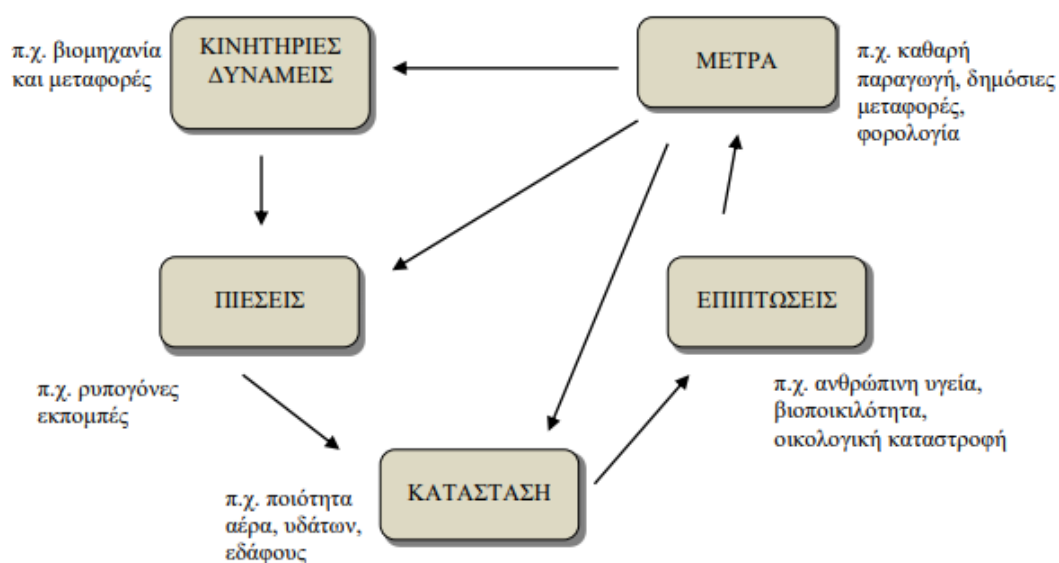 π.χ. βιομηχανία
και μεταφορές
ΚΙΝΗΤΗΡΙΕΣ
ΔΥΝΑΜΕΙΣ
ΜΕΤΡΑ
π.χ. καθαρή
παραγωγή, δημόσιες
μεταφορές,
φορολογία
ΠΙΕΣΕΙΣ
π.χ. ρυπογόνες
εκπομπές
ΕΠΙΠΤΩΣΕΙΣ
π.χ. ανθρώπινη υγεία,
βιοποικιλότητα,
οικολογική καταστροφή
ΚΑΤΑΣΤΑΣΗ
π.χ. ποιότητα
αέρα, υδάτων,
εδάφους